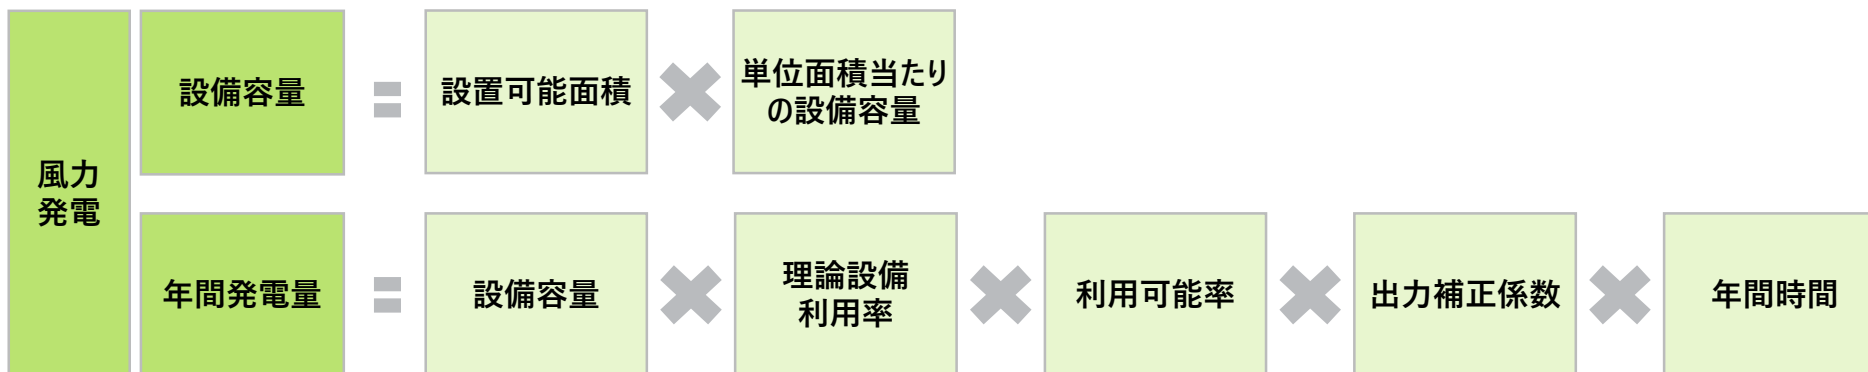 風力
発電
設備容量
=
設置可能面積
×
単位面積当たり
の設備容量
年間発電量
=
設備容量
×
理論設備
利用率
×
利用可能率
×
出力補正係数
×
年間時間